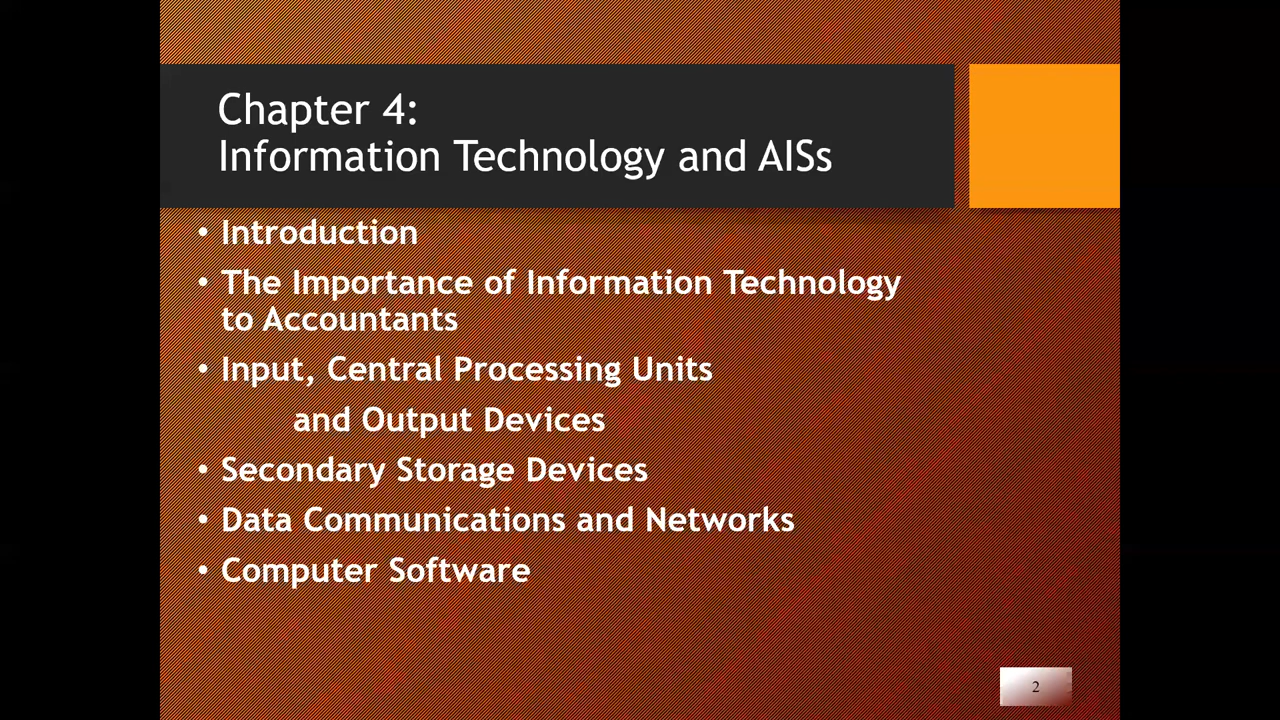 Chapter 4:
Information Technology and AISs
• Introduction
• The Importance of Information Technology
to Accountants
• Input, Central Processing Units
and Output Devices
• Secondary Storage Devices
• Data Communications and Networks
• Computer Software
2